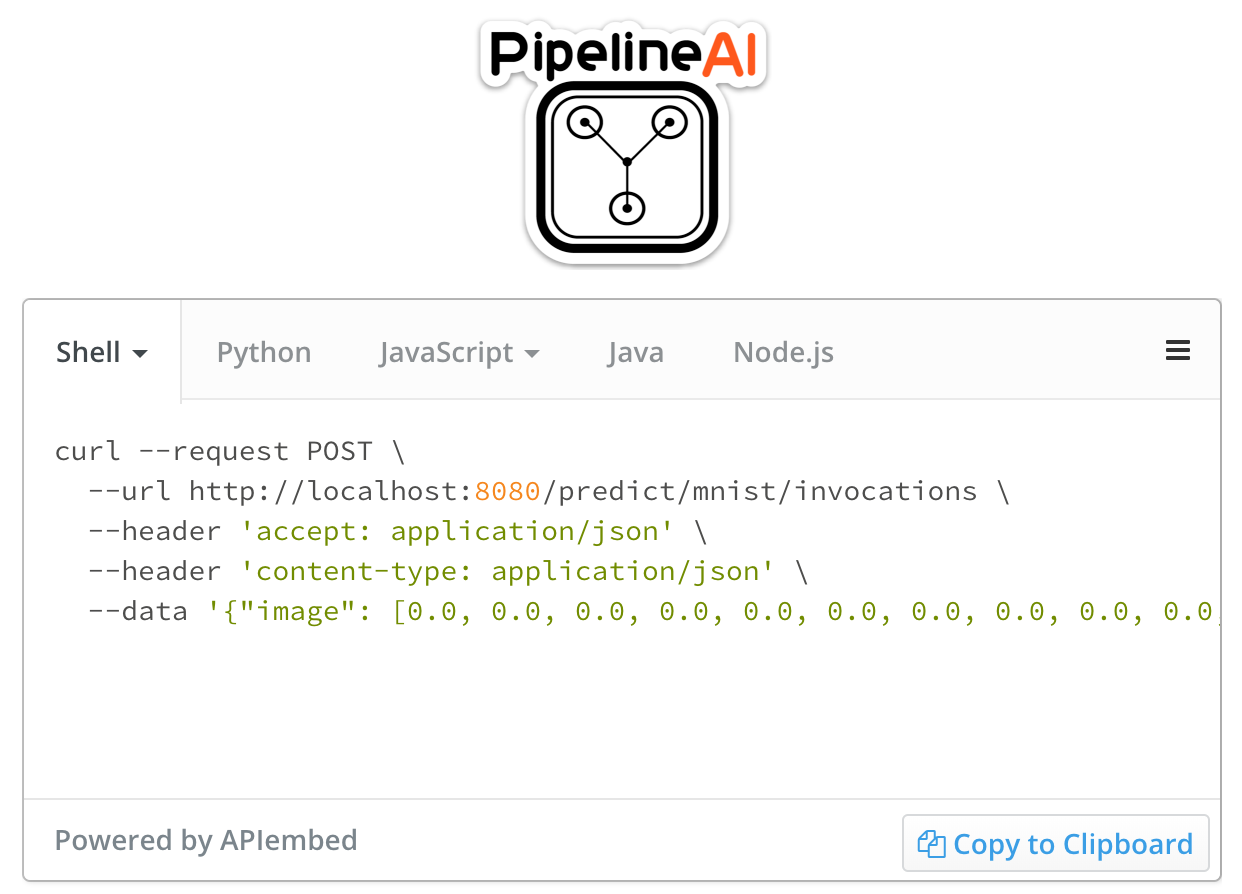 PipelineAI
Shell Python JavaScript Java Node.js
curl --request POST \
  --url http://localhost:8080/predict/mnist/invocations \
  --header 'accept: application/json' \
  --header 'content-type: application/json' \
  --data '{"image": [0.0, 0.0, 0.0, 0.0, 0.0, 0.0, 0.0, 0.0, 0.0, 0.0,
Powered by APIembed
Copy to Clipboard